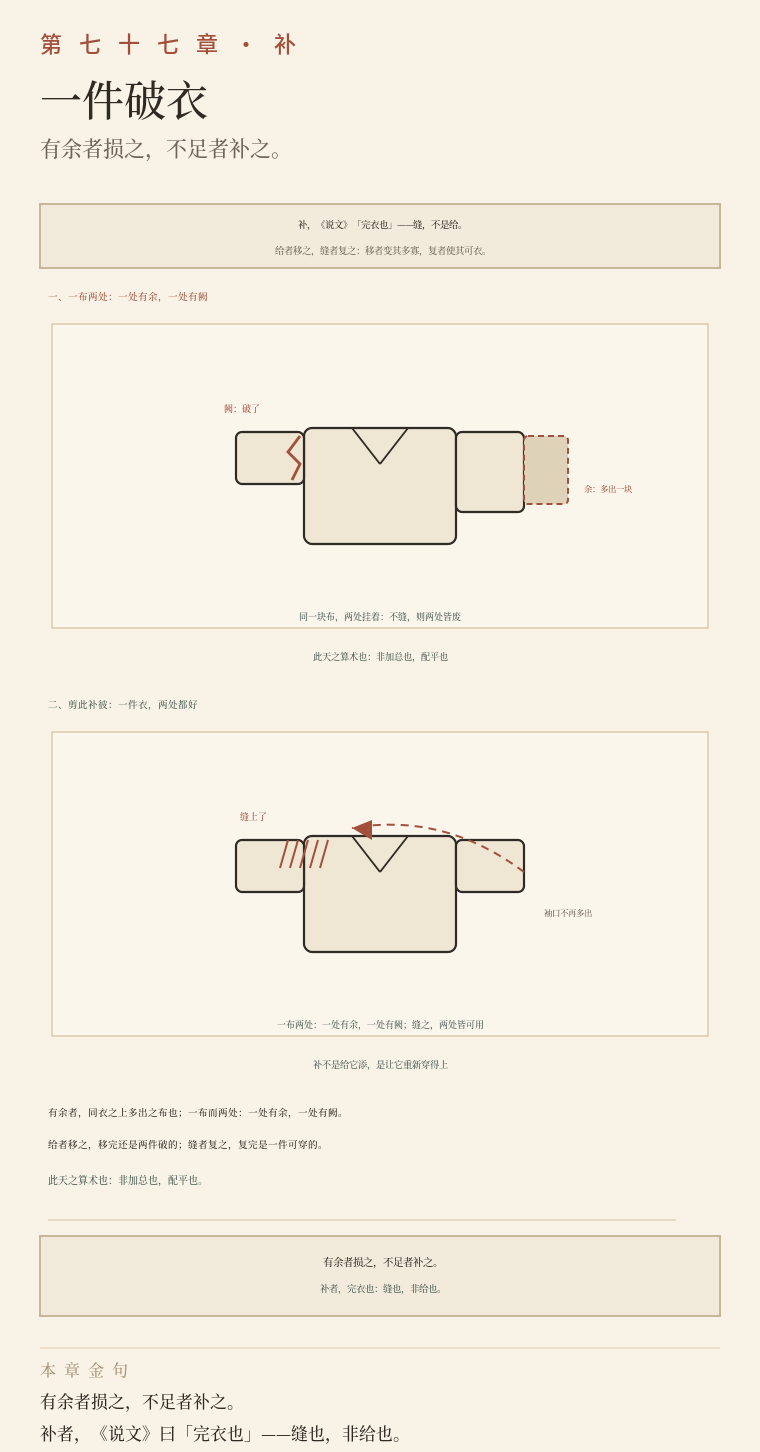 第七十七章·补
一件破衣
有余者损之，不足者补之。
补，《说文》「完衣也」——缝，不是给。
给者移之，缝者复之：移者变其多寡，复者使其可衣。
一、一布两处：一处有余，一处有阙
阙：破了
余：多出一块
同一块布，两处挂着：不缝，则两处皆废
此天之算术也：非加总也，配平也
二、剪此补彼：一件衣，两处都好
缝上了
袖口不再多出
一布两处：一处有余，一处有阙；缝之，两处皆可用
补不是给它添，是让它重新穿得上
有余者，同衣之上多出之布也；一布而两处：一处有余，一处有阙。
给者移之，移完还是两件破的；缝者复之，复完是一件可穿的。
此天之算术也：非加总也，配平也。
有余者损之，不足者补之。
补者，完衣也：缝也，非给也。
本章金句
有余者损之，不足者补之。
补者，《说文》曰「完衣也」——缝也，非给也。